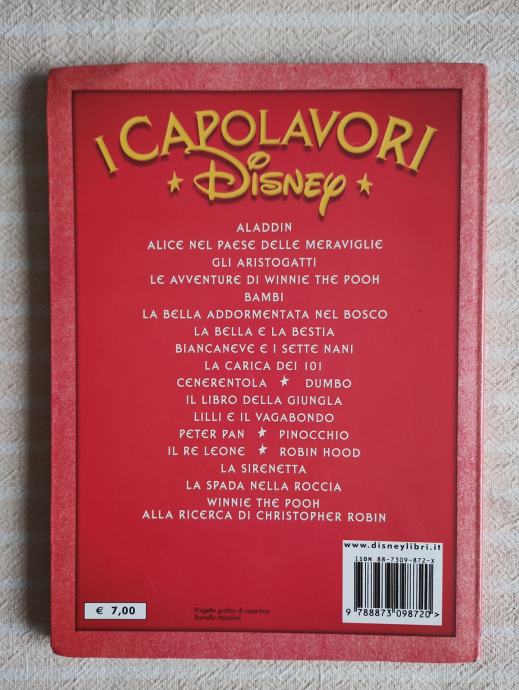 I CAPOLAVORI
★ Disney ★
ALADDIN
ALICE NEL PAESE DELLE MERAVIGLIE
GLI ARISTOGATTI
LE AVVENTURE DI WINNIE THE POOH
BAMBI
LA BELLA ADDORMENTATA NEL BOSCO
LA BELLA E LA BESTIA
BIANCANEVE E I SETTE NANI
LA CARICA DEI 101
CENERENTOLA ★ DUMBO
IL LIBRO DELLA GIUNGLA
LILLI E IL VAGABONDO
PETER PAN ★ PINOCCHIO
IL RE LEONE ★ ROBIN HOOD
LA SIRENETTA
LA SPADA NELLA ROCCIA
WINNIE THE POOH
ALLA RICERCA DI CHRISTOPHER ROBIN
www.disneylibri.it
ISBN 88-7309-872-X
9 788873 098720 >
€ 7,00
Progetto grafico di copertina:
Brunella Macchini